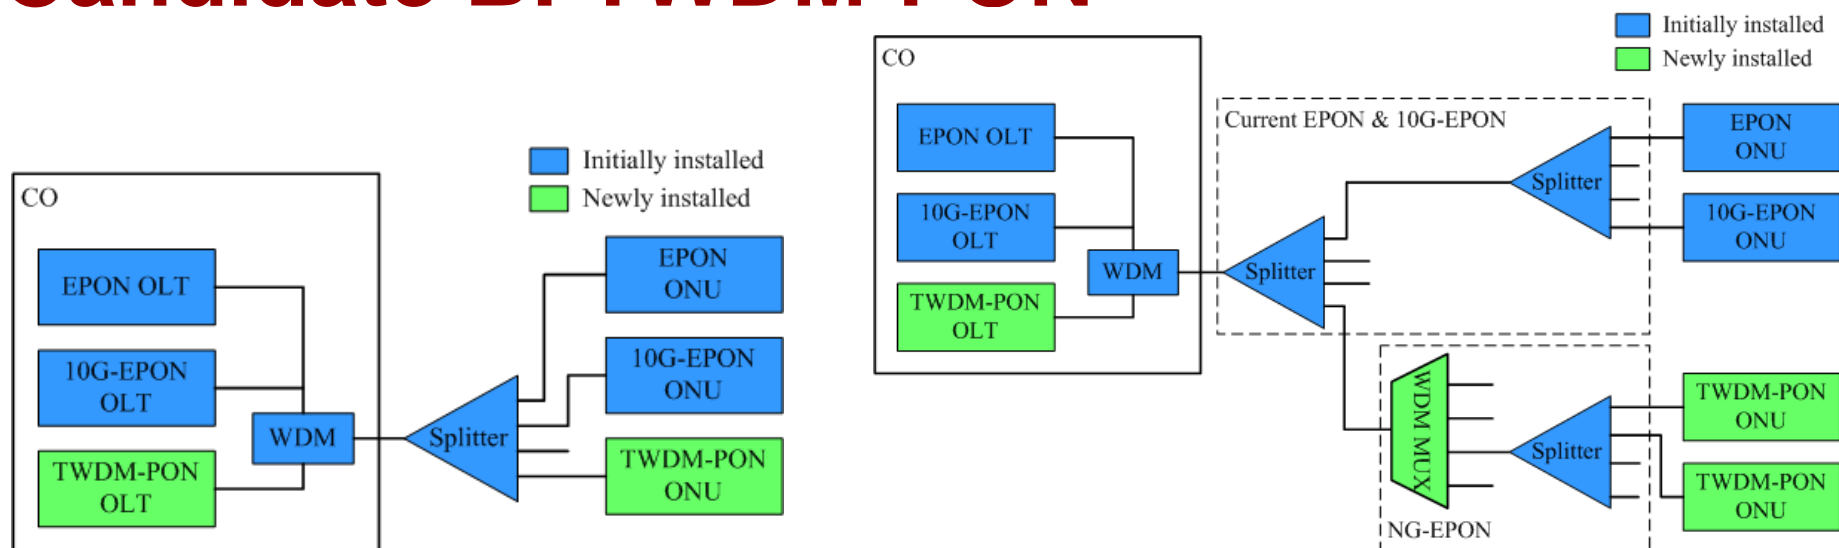 Candidate B: TWDM-PON
Initially installed
Newly installed
CO
EPON OLT
10G-EPON
OLT
TWDM-PON
OLT
WDM
Splitter
EPON
ONU
10G-EPON
ONU
TWDM-PON
ONU
Initially installed
Newly installed
CO
EPON OLT
10G-EPON
OLT
TWDM-PON
OLT
WDM
Current EPON & 10G-EPON
Splitter
Splitter
EPON
ONU
10G-EPON
ONU
WDM MUX
Splitter
TWDM-PON
ONU
TWDM-PON
ONU
NG-EPON